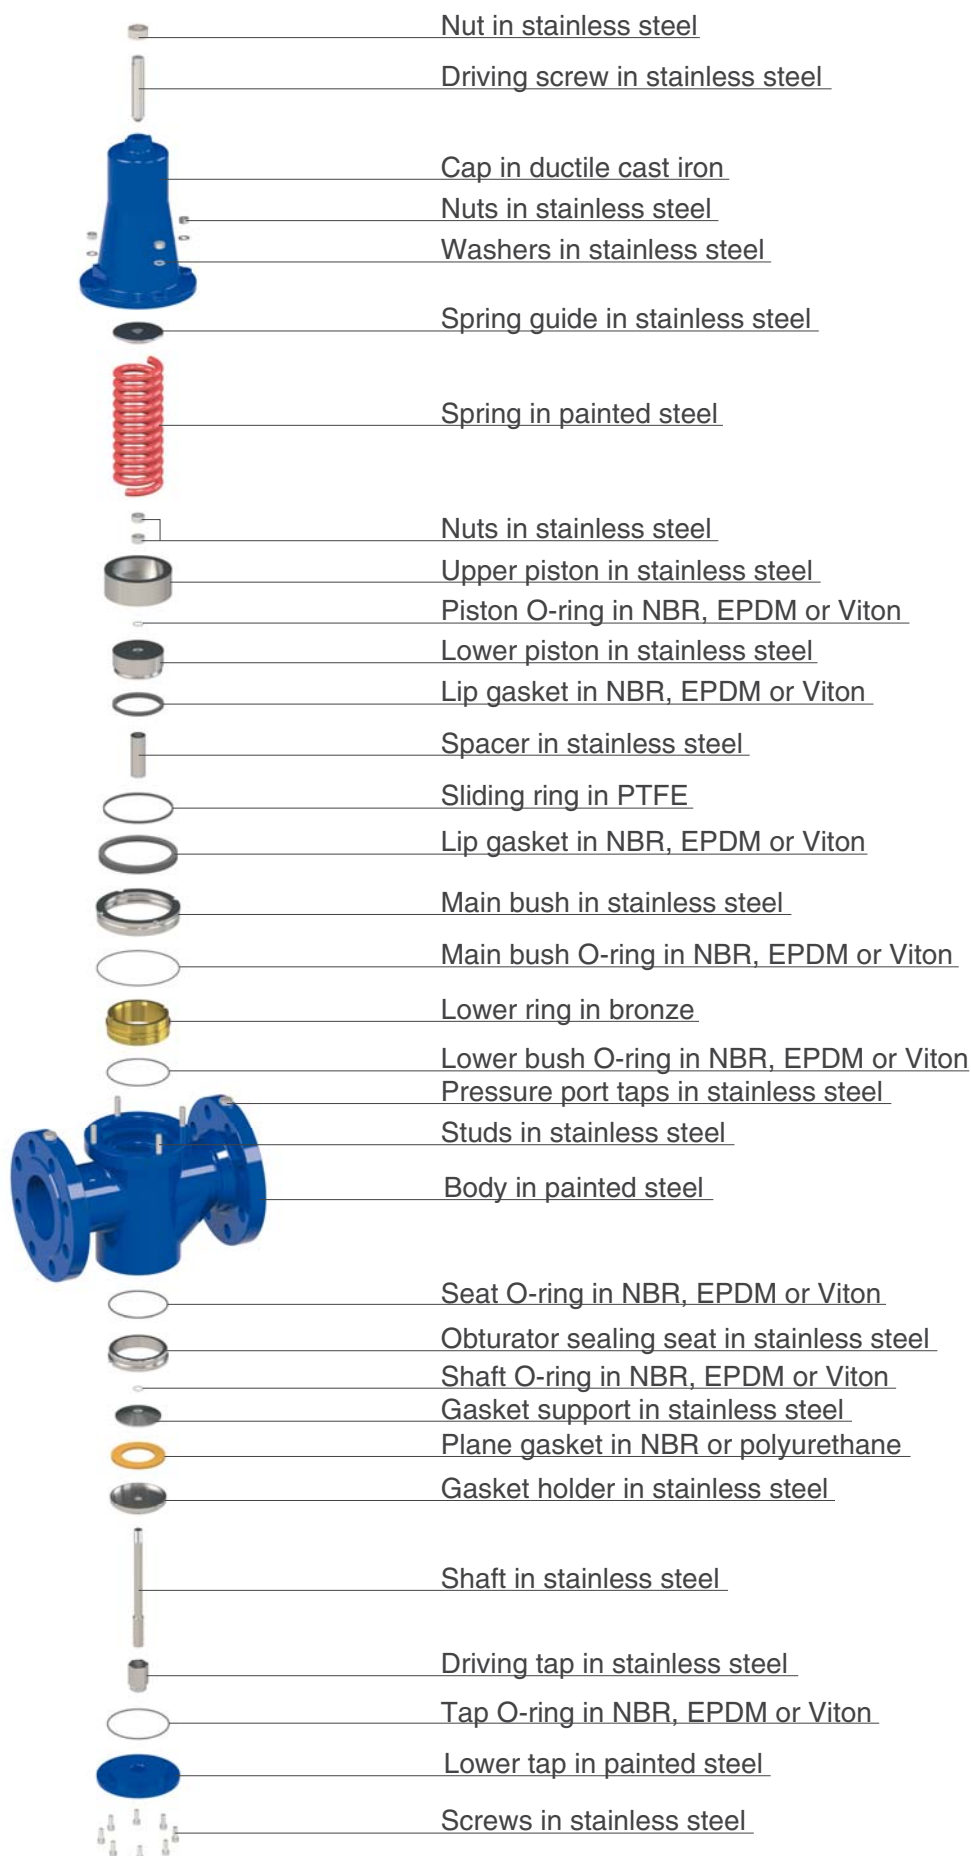 Nut in stainless steel
Driving screw in stainless steel
Cap in ductile cast iron
Nuts in stainless steel
Washers in stainless steel
Spring guide in stainless steel
Spring in painted steel
Nuts in stainless steel
Upper piston in stainless steel
Piston O-ring in NBR, EPDM or Viton
Lower piston in stainless steel
Lip gasket in NBR, EPDM or Viton
Spacer in stainless steel
Sliding ring in PTFE
Lip gasket in NBR, EPDM or Viton
Main bush in stainless steel
Main bush O-ring in NBR, EPDM or Viton
Lower ring in bronze
Lower bush O-ring in NBR, EPDM or Viton
Pressure port taps in stainless steel
Studs in stainless steel
Body in painted steel
Seat O-ring in NBR, EPDM or Viton
Obturator sealing seat in stainless steel
Shaft O-ring in NBR, EPDM or Viton
Gasket support in stainless steel
Plane gasket in NBR or polyurethane
Gasket holder in stainless steel
Shaft in stainless steel
Driving tap in stainless steel
Tap O-ring in NBR, EPDM or Viton
Lower tap in painted steel
Screws in stainless steel